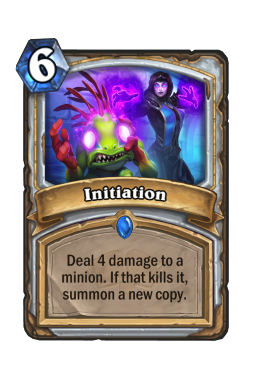 6
Initiation
Deal 4 damage to a
minion. If that kills it,
summon a new copy.